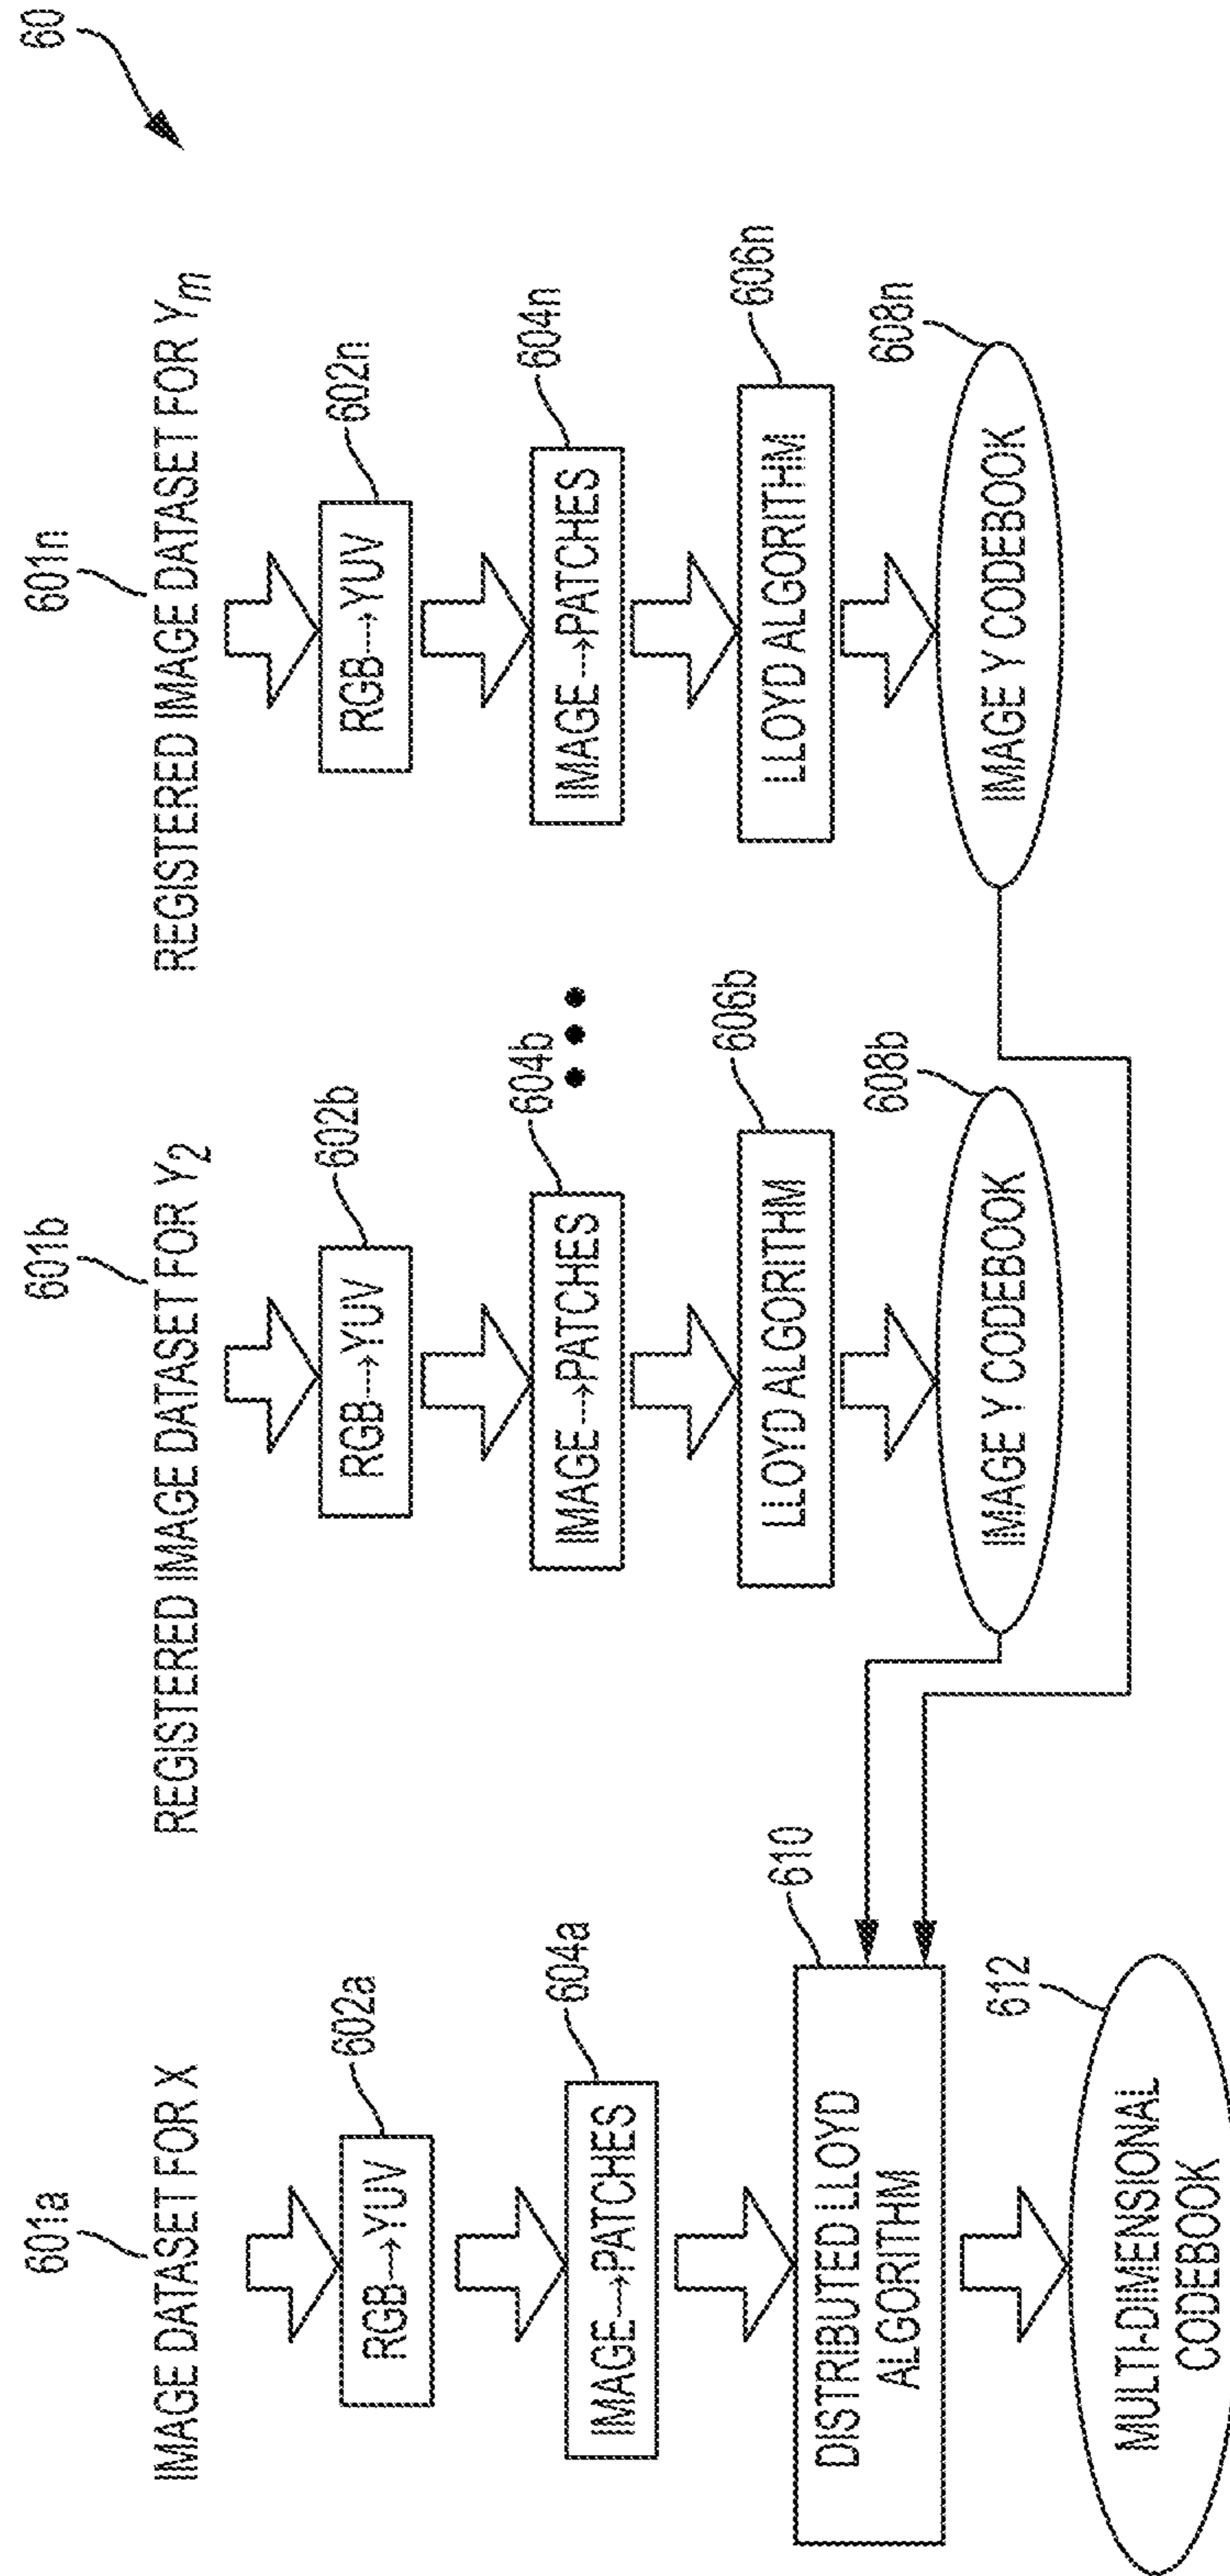 60
601a
IMAGE DATASET FOR X
602a
RGB→YUV
604a
IMAGE→PATCHES
610
DISTRIBUTED LLOYD
ALGORITHM
612
MULTI-DIMENSIONAL
CODEBOOK
601b
REGISTERED IMAGE DATASET FOR Y2
602b
RGB→YUV
604b
IMAGE→PATCHES
606b
LLOYD ALGORITHM
608b
IMAGE Y CODEBOOK
601n
REGISTERED IMAGE DATASET FOR Ym
602n
RGB→YUV
604n
IMAGE→PATCHES
606n
LLOYD ALGORITHM
608n
IMAGE Y CODEBOOK